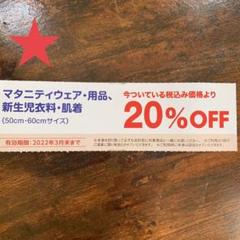 マタニティウェア・用品、
新生児衣料・肌着
(50cm・60cmサイズ)
有効期間:2022年3月末まで
今ついている税込み価格より
20%OFF